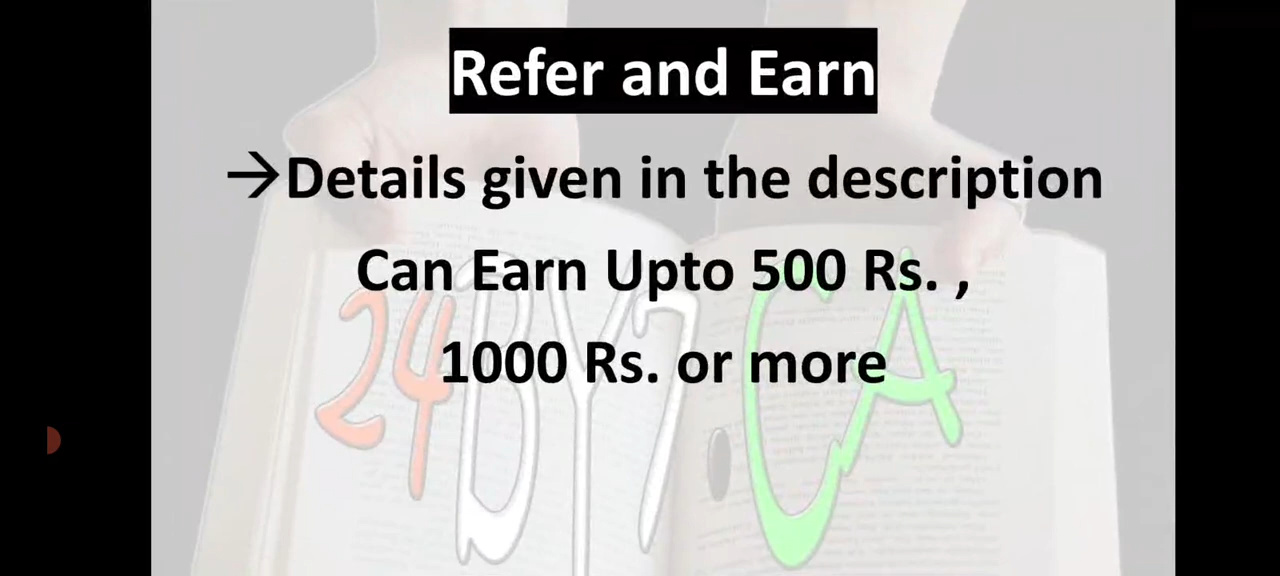 Refer and Earn
→Details given in the description
Can Earn Upto 500 Rs. ,
1000 Rs. or more
24BY7 CA